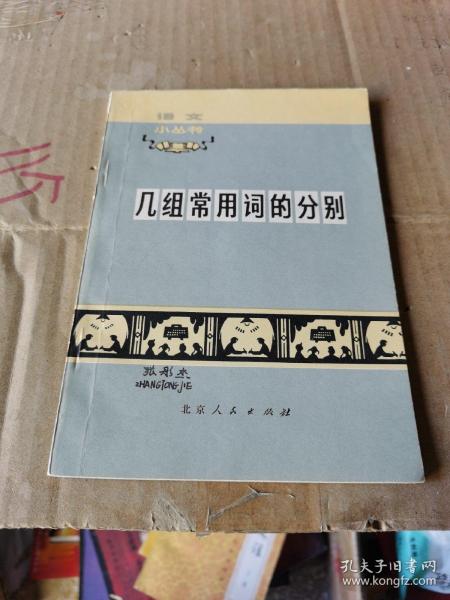 语文
小丛书
几组常用词的分别
张彤杰
ZHANGTONGJIE
北京人民出版社
孔夫子旧书网
www.kongfz.com